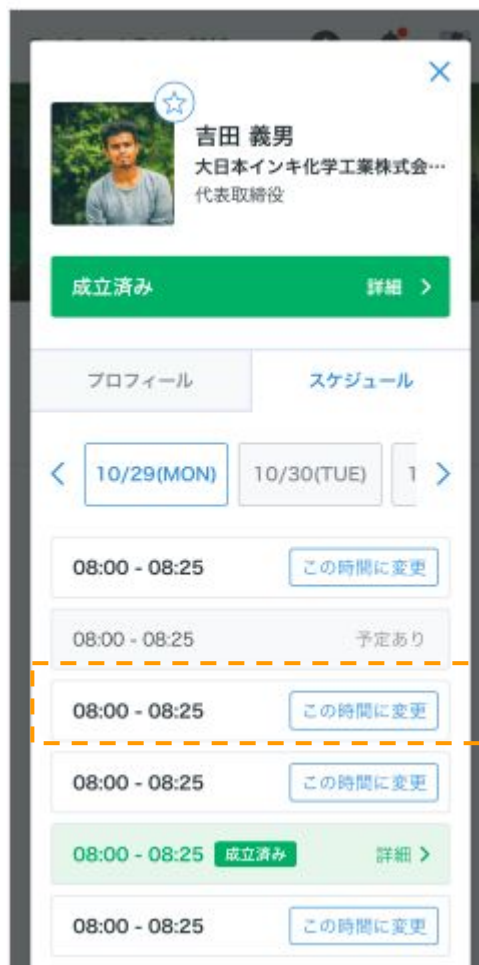 吉田 義男
大日本インキ化学工業株式会…
代表取締役
成立済み 詳細 >
プロフィール スケジュール
< 10/29(MON) 10/30(TUE) 1 >
08:00 - 08:25 この時間に変更
08:00 - 08:25 予定あり
08:00 - 08:25 この時間に変更
08:00 - 08:25 この時間に変更
08:00 - 08:25 成立済み 詳細 >
08:00 - 08:25 この時間に変更